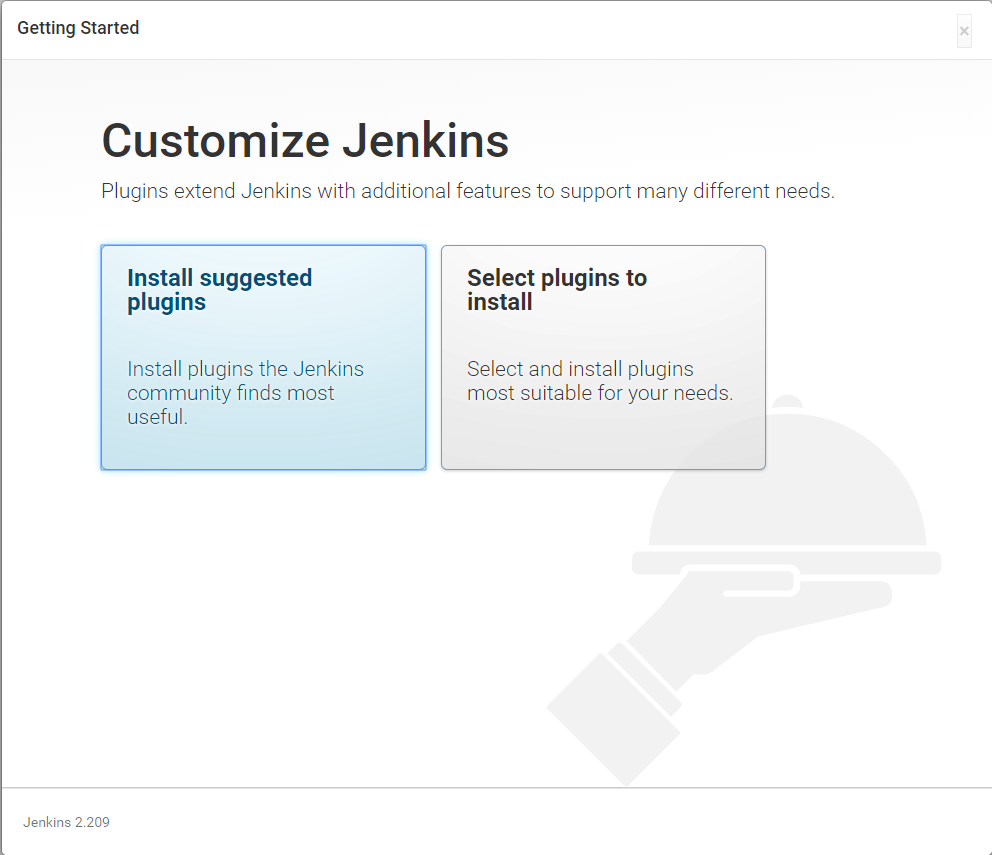 Getting Started
×
Customize Jenkins
Plugins extend Jenkins with additional features to support many different needs.
Install suggested
plugins
Install plugins the Jenkins
community finds most
useful.
Select plugins to
install
Select and install plugins
most suitable for your needs.
Jenkins 2.209